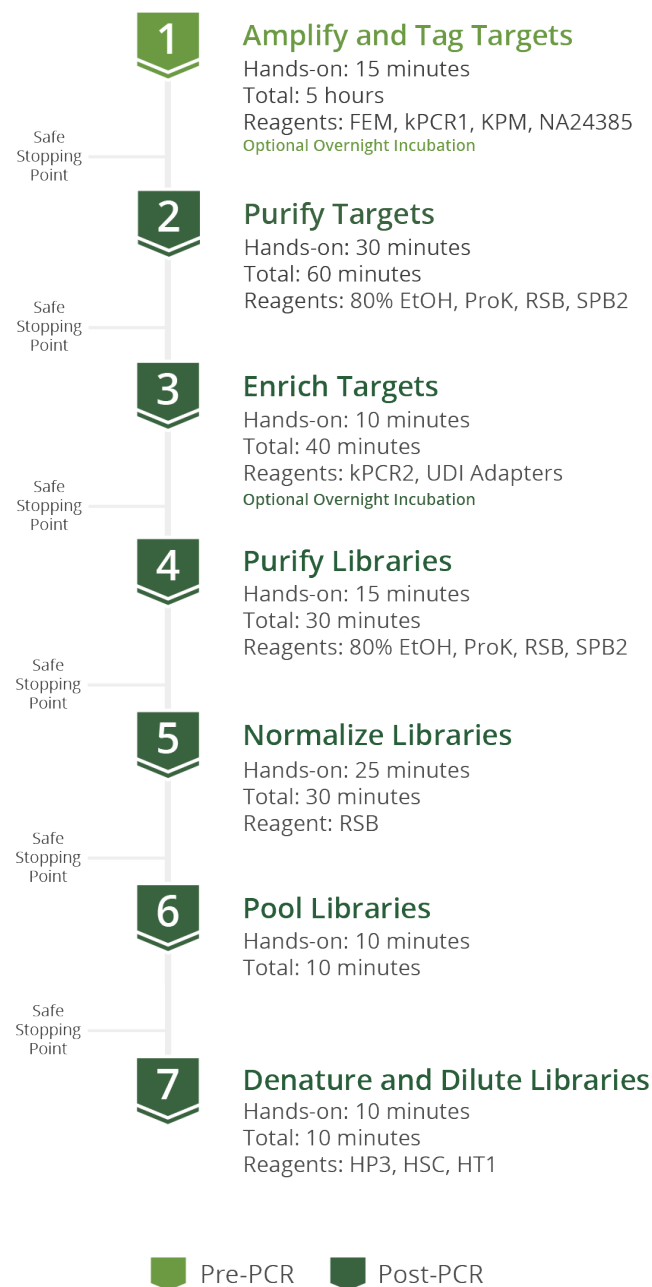 1
Amplify and Tag Targets
Hands-on: 15 minutes
Total: 5 hours
Reagents: FEM, kPCR1, KPM, NA24385
Optional Overnight Incubation
Safe
Stopping
Point
2
Purify Targets
Hands-on: 30 minutes
Total: 60 minutes
Reagents: 80% EtOH, ProK, RSB, SPB2
Safe
Stopping
Point
3
Enrich Targets
Hands-on: 10 minutes
Total: 40 minutes
Reagents: kPCR2, UDI Adapters
Optional Overnight Incubation
Safe
Stopping
Point
4
Purify Libraries
Hands-on: 15 minutes
Total: 30 minutes
Reagents: 80% EtOH, ProK, RSB, SPB2
Safe
Stopping
Point
5
Normalize Libraries
Hands-on: 25 minutes
Total: 30 minutes
Reagent: RSB
Safe
Stopping
Point
6
Pool Libraries
Hands-on: 10 minutes
Total: 10 minutes
Safe
Stopping
Point
7
Denature and Dilute Libraries
Hands-on: 10 minutes
Total: 10 minutes
Reagents: HP3, HSC, HT1
Pre-PCR
Post-PCR